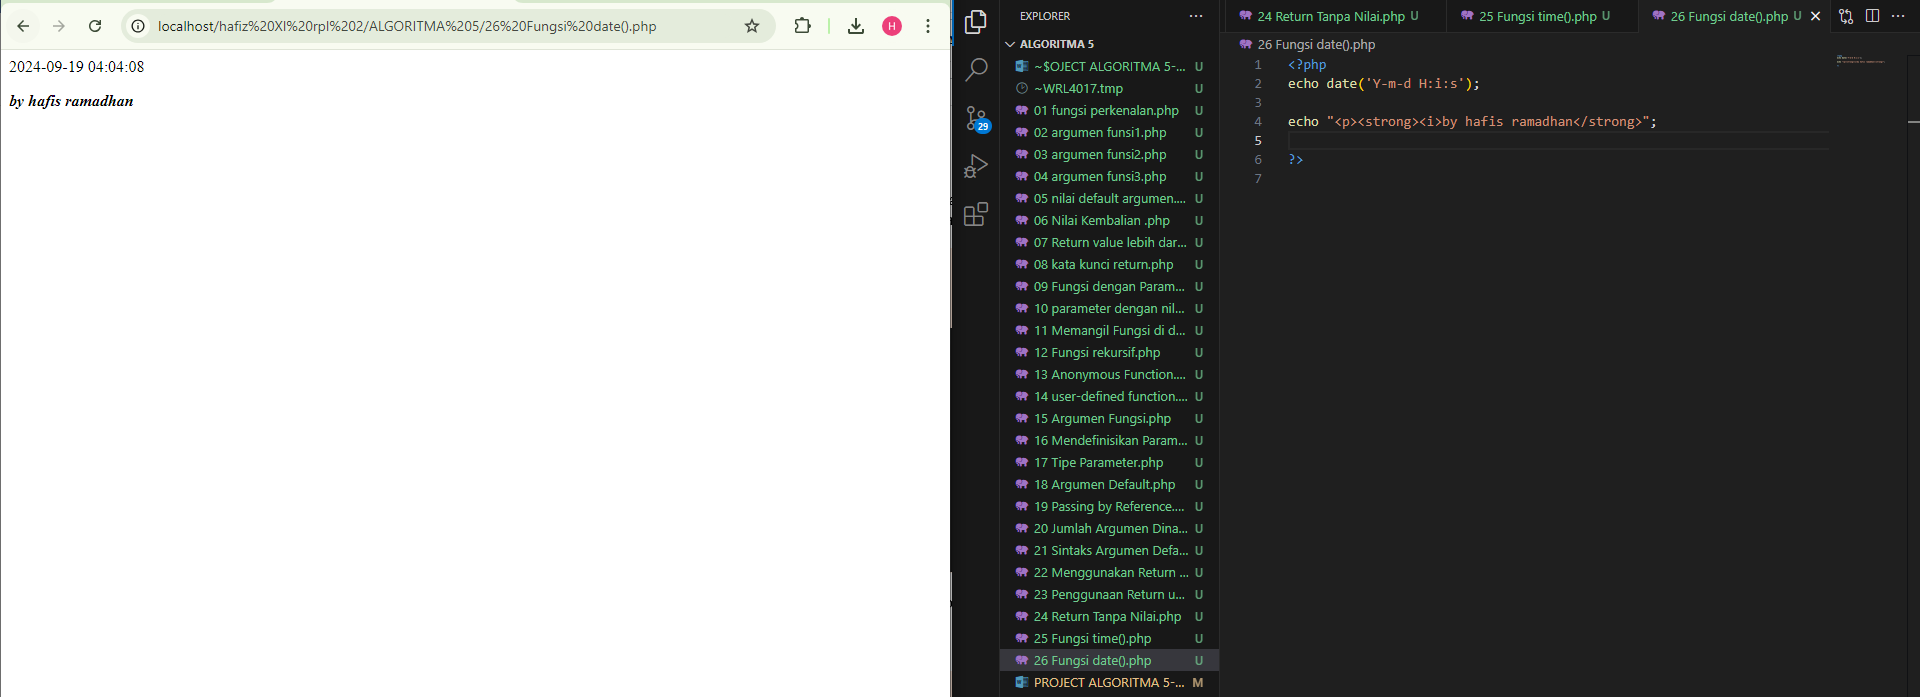 localhost/hafiz%20XI%20rpl%202/ALGORITMA%205/26%20Fungsi%20date().php
H
2024-09-19 04:04:08
by hafis ramadhan
29
EXPLORER
ALGORITMA 5
~$OJECT ALGORITMA 5-... U
~WRL4017.tmp U
01 fungsi perkenalan.php U
02 argumen funsi1.php U
03 argumen funsi2.php U
04 argumen funsi3.php U
05 nilai default argumen.... U
06 Nilai Kembalian .php U
07 Return value lebih dar... U
08 kata kunci return.php U
09 Fungsi dengan Param... U
10 parameter dengan nil... U
11 Memangil Fungsi di d... U
12 Fungsi rekursif.php U
13 Anonymous Function.... U
14 user-defined function.... U
15 Argumen Fungsi.php U
16 Mendefinisikan Param... U
17 Tipe Parameter.php U
18 Argumen Default.php U
19 Passing by Reference.... U
20 Jumlah Argumen Dina... U
21 Sintaks Argumen Defa... U
22 Menggunakan Return ... U
23 Penggunaan Return u... U
24 Return Tanpa Nilai.php U
25 Fungsi time().php U
26 Fungsi date().php U
PROJECT ALGORITMA 5-... M
24 Return Tanpa Nilai.php U 25 Fungsi time().php U 26 Fungsi date().php U
26 Fungsi date().php
1 <?php
2 echo date('Y-m-d H:i:s');
3
4 echo "<p><strong><i>by hafis ramadhan</strong>";
5
6 ?>
7